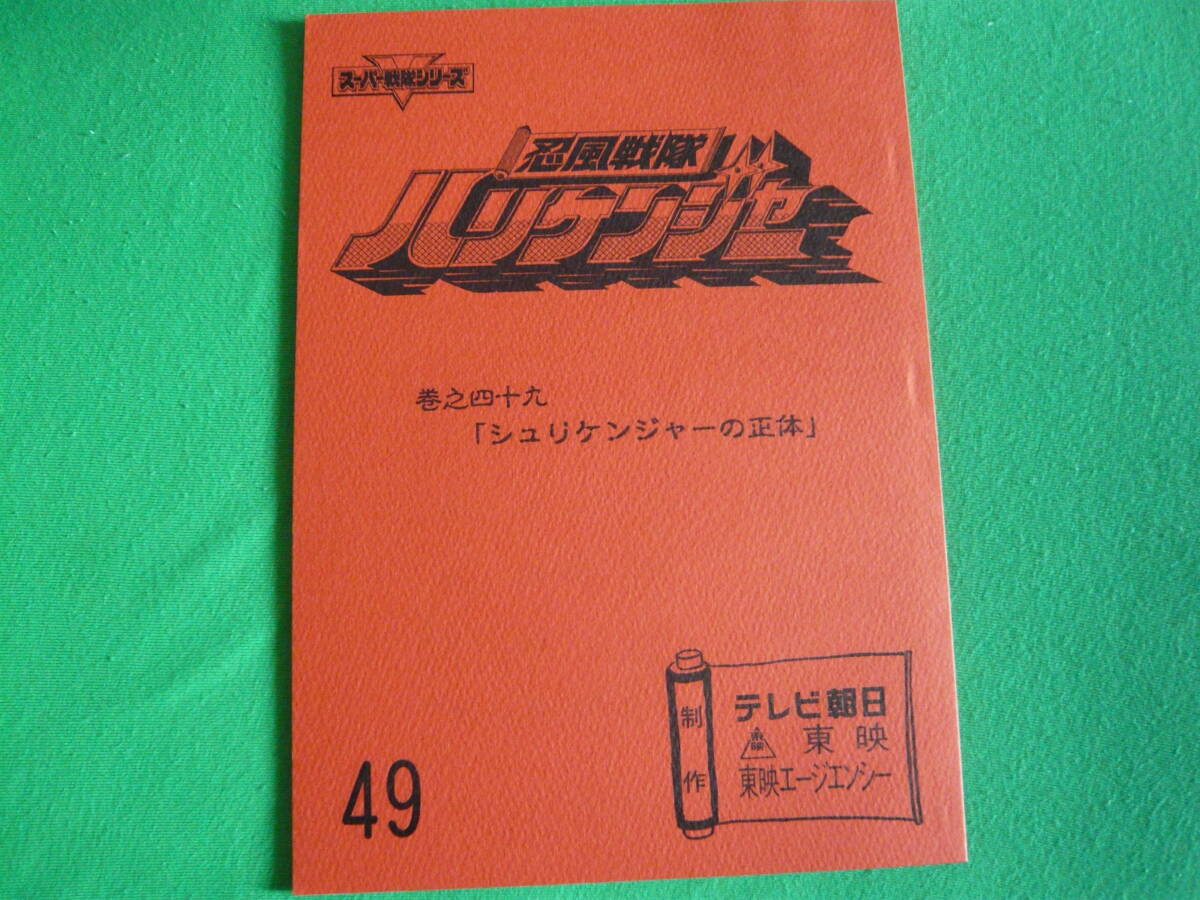 スーパー戦隊シリーズ
忍風戦隊
ハリケンジャー
巻之四十九
「シュリケンジャーの正体」
制作
テレビ朝日
東映 東映
東映エージエンシー
49